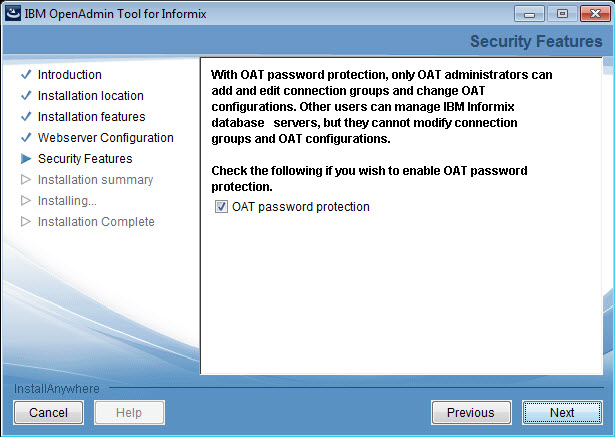 IBM OpenAdmin Tool for Informix
Security Features
Introduction
Installation location
Installation features
Webserver Configuration
Security Features
Installation summary
Installing...
Installation Complete
With OAT password protection, only OAT administrators can
add and edit connection groups and change OAT
configurations. Other users can manage IBM Informix
database servers, but they cannot modify connection
groups and OAT configurations.
Check the following if you wish to enable OAT password
protection.
OAT password protection
InstallAnywhere
Cancel
Help
Previous
Next